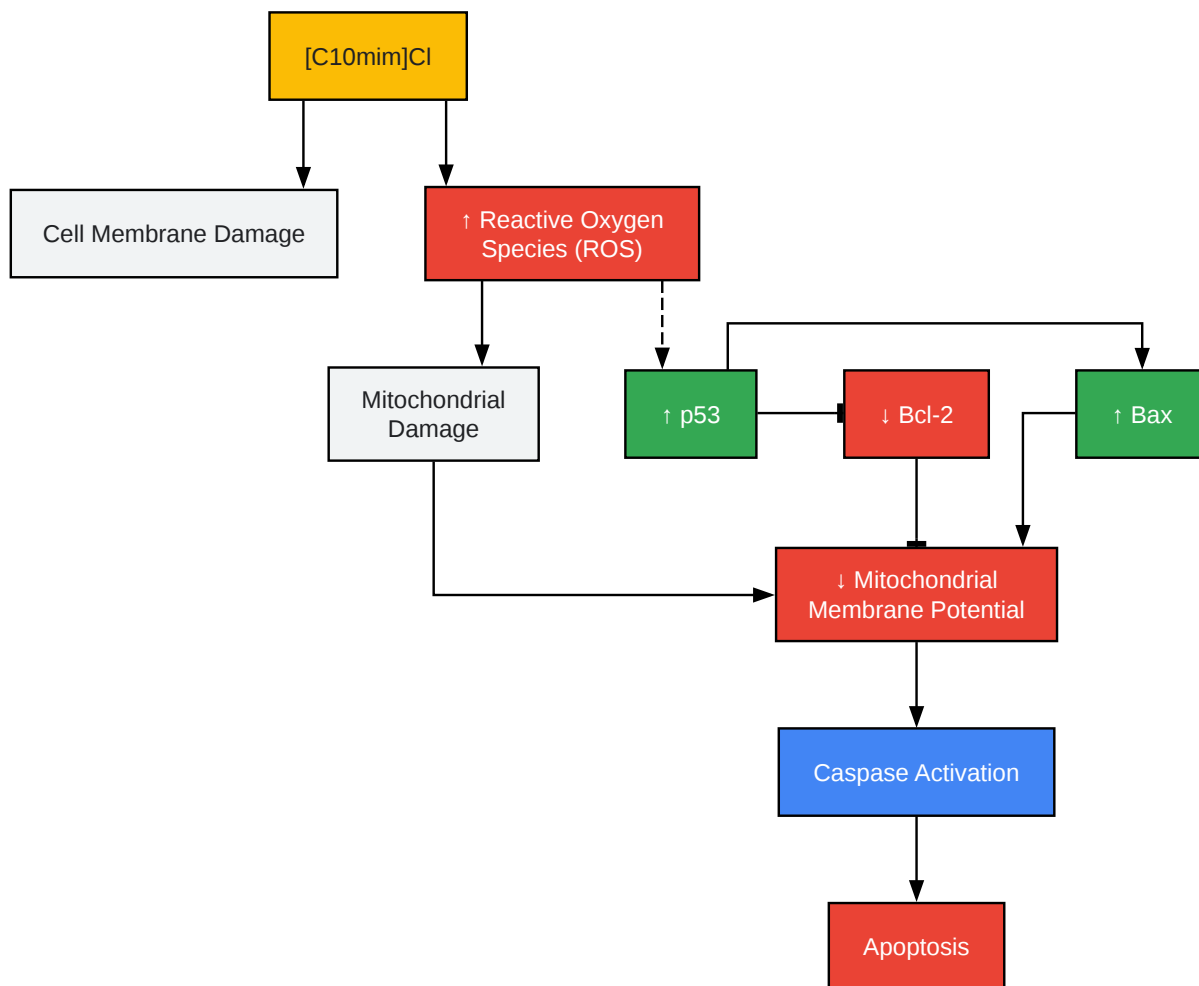 [C10mim]Cl
Cell Membrane Damage
↑ Reactive Oxygen
Species (ROS)
Mitochondrial
Damage
↑ p53
↓ Bcl-2
↑ Bax
↓ Mitochondrial
Membrane Potential
Caspase Activation
Apoptosis